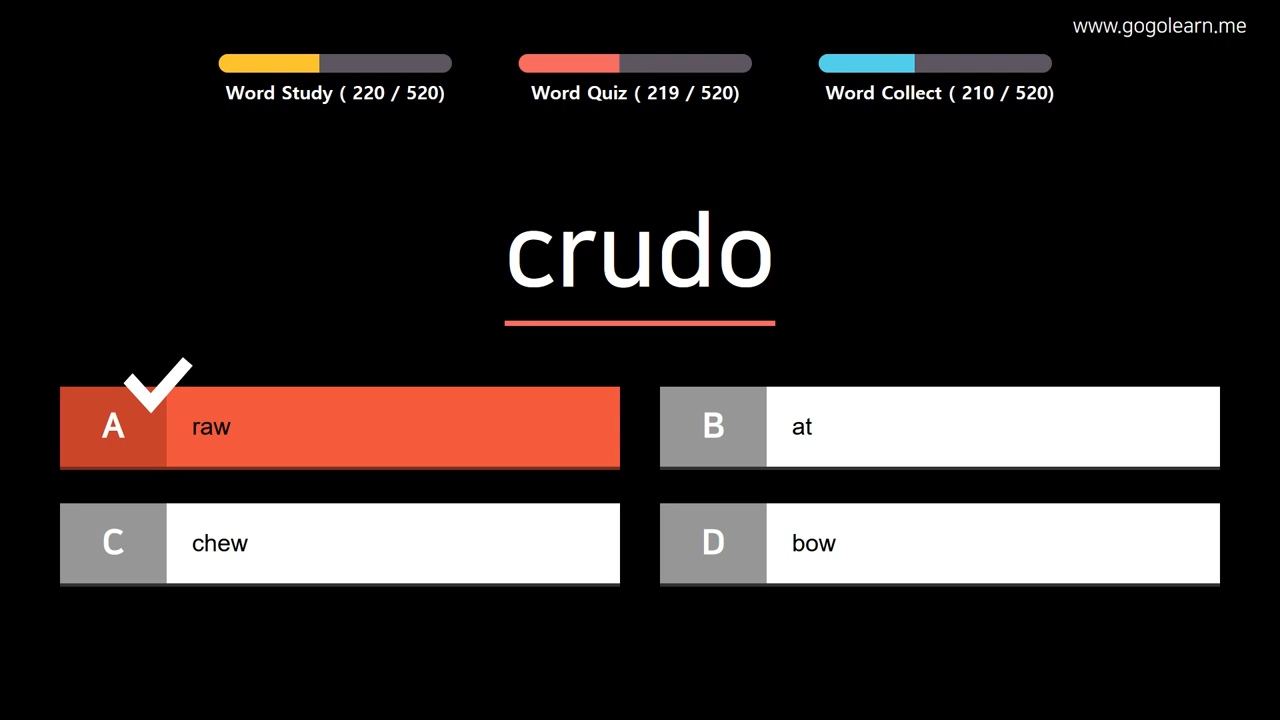 www.gogolearn.me
Word Study ( 220 / 520)
Word Quiz ( 219 / 520)
Word Collect ( 210 / 520)
crudo
A raw
B at
C chew
D bow